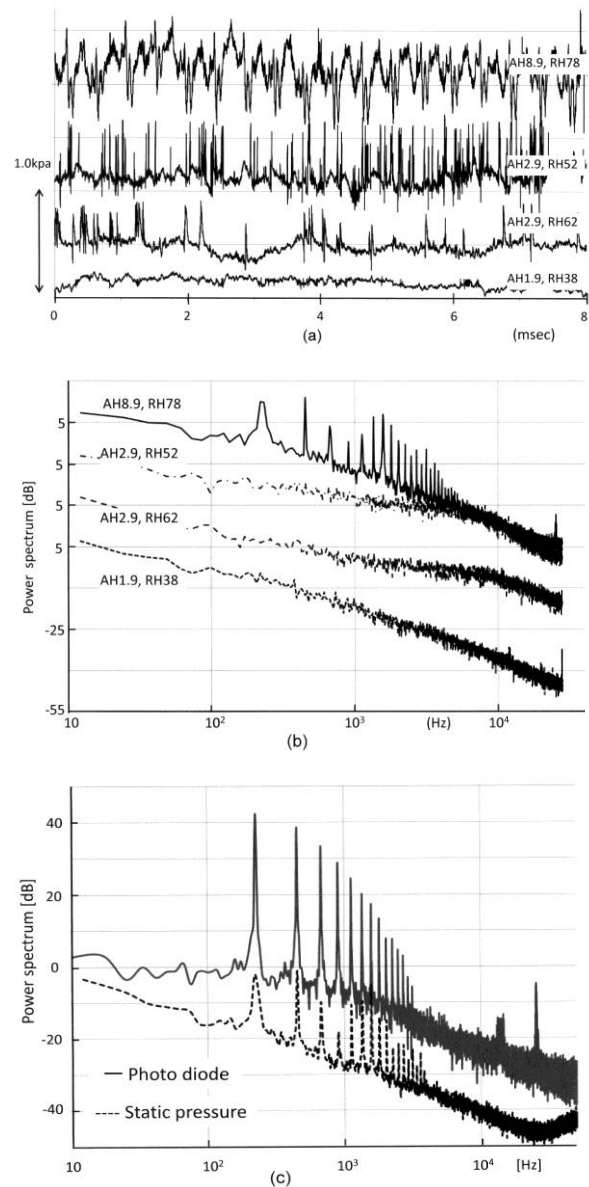 AH8.9, RH78
1.0kpa
AH2.9, RH52
AH2.9, RH62
AH1.9, RH38
0 2 4 6 8
(a) (msec)
AH8.9, RH78
5
AH2.9, RH52
5
5
AH2.9, RH62
5
AH1.9, RH38
-25
-55
Power spectrum [dB]
10 10² 10³ (Hz) 10⁴
(b)
40
20
0
-20
-40
Power spectrum [dB]
Photo diode
Static pressure
10 10² 10³ 10⁴ [Hz]
(c)